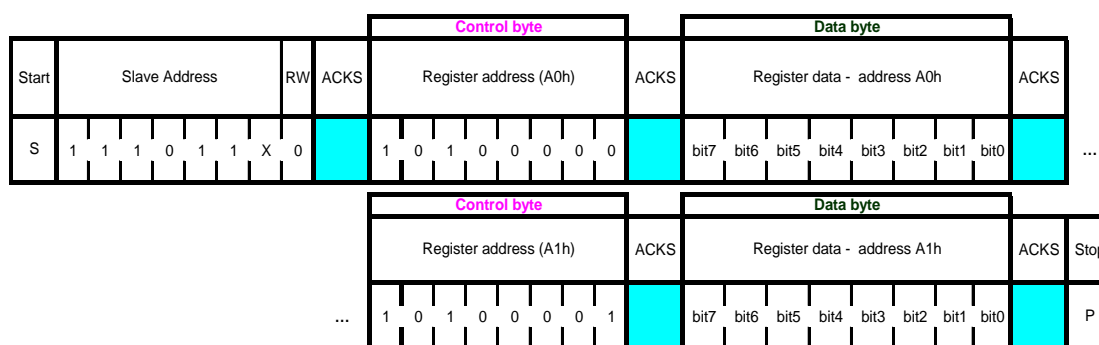 Control byte Data byte
Start Slave Address RW ACKS Register address (A0h) ACKS Register data - address A0h ACKS
S 1 1 1 0 1 1 X 0 1 0 1 0 0 0 0 0 bit7 bit6 bit5 bit4 bit3 bit2 bit1 bit0 ...
Control byte Data byte
Register address (A1h) ACKS Register data - address A1h ACKS Stop
... 1 0 1 0 0 0 0 1 bit7 bit6 bit5 bit4 bit3 bit2 bit1 bit0 P